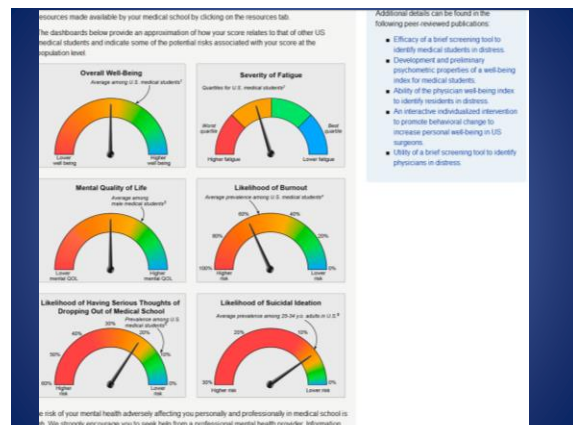 resources made available by your medical school by clicking on the resources tab.
The dashboards below provide an approximation of how your score relates to that of other US
medical students and indicate some of the potential risks associated with your score at the
population level.
Overall Well-Being
Average among U.S. medical students
Lower
well being
Higher
well being
Severity of Fatigue
Quartiles for U.S. medical students
Worst
quartile
Best
quartile
Higher fatigue
Lower fatigue
Mental Quality of Life
Average among
male medical students
Lower
mental QOL
Higher
mental QOL
Likelihood of Burnout
Average prevalence among U.S. medical students
60%
40%
80%
20%
100%
0%
Higher
risk
Lower
risk
Likelihood of Having Serious Thoughts of
Dropping Out of Medical School
Prevalence among U.S.
medical students
30%
20%
40%
10%
0%
Higher
risk
Lower
risk
Likelihood of Suicidal Ideation
Average prevalence among 25-34 y.o. adults in U.S.
20%
10%
30%
0%
Higher risk
Lower risk
e risk of your mental health adversely affecting you personally and professionally in medical school is
We strongly encourage you to seek help from a professional mental health provider. Information
Additional details can be found in the
following peer-reviewed publications:
Efficacy of a brief screening tool to
identify medical students in distress.
Development and preliminary
psychometric properties of a well-being
index for medical students.
Ability of the physician well-being index
to identify residents in distress.
An interactive individualized intervention
to promote behavioral change to
increase personal well-being in US
surgeons.
Utility of a brief screening tool to identify
physicians in distress.